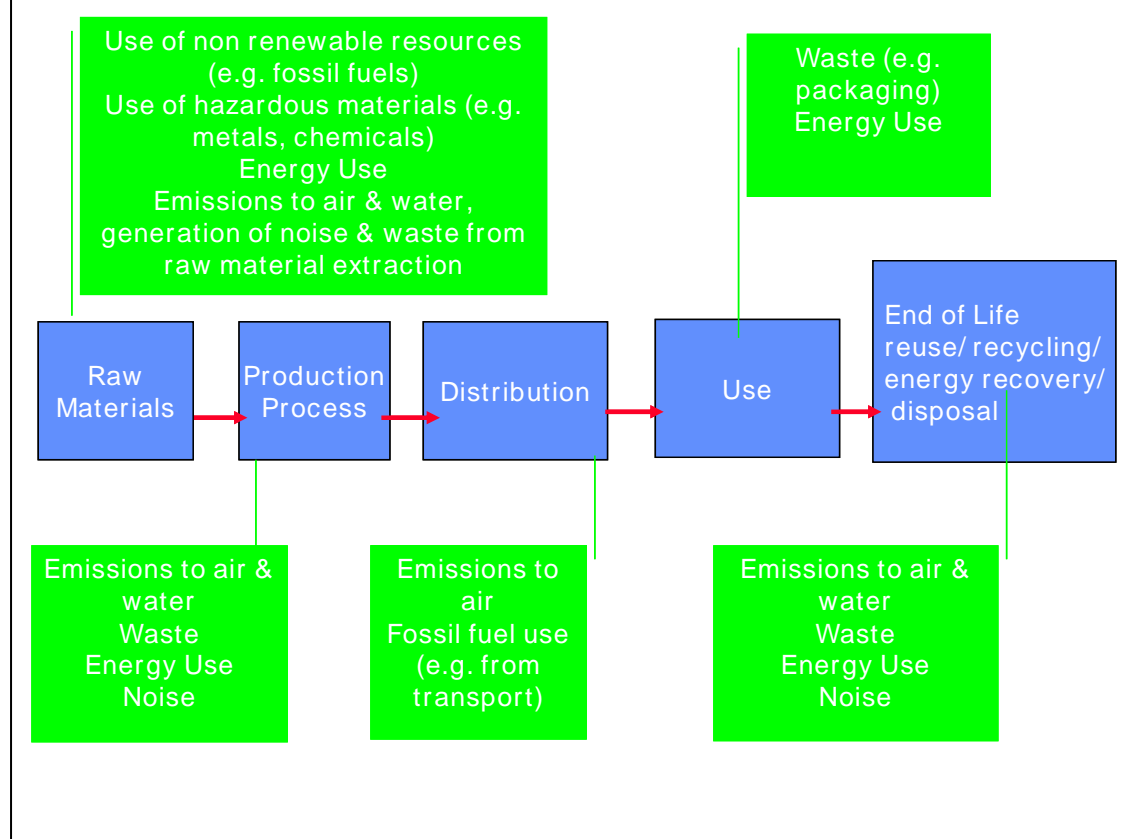 Use of non renewable resources
(e.g. fossil fuels)
Use of hazardous materials (e.g.
metals, chemicals)
Energy Use
Emissions to air & water,
generation of noise & waste from
raw material extraction
Waste (e.g.
packaging)
Energy Use
Raw
Materials
Production
Process
Distribution
Use
End of Life
reuse/ recycling/
energy recovery/
disposal
Emissions to air &
water
Waste
Energy Use
Noise
Emissions to
air
Fossil fuel use
(e.g. from
transport)
Emissions to air &
water
Waste
Energy Use
Noise